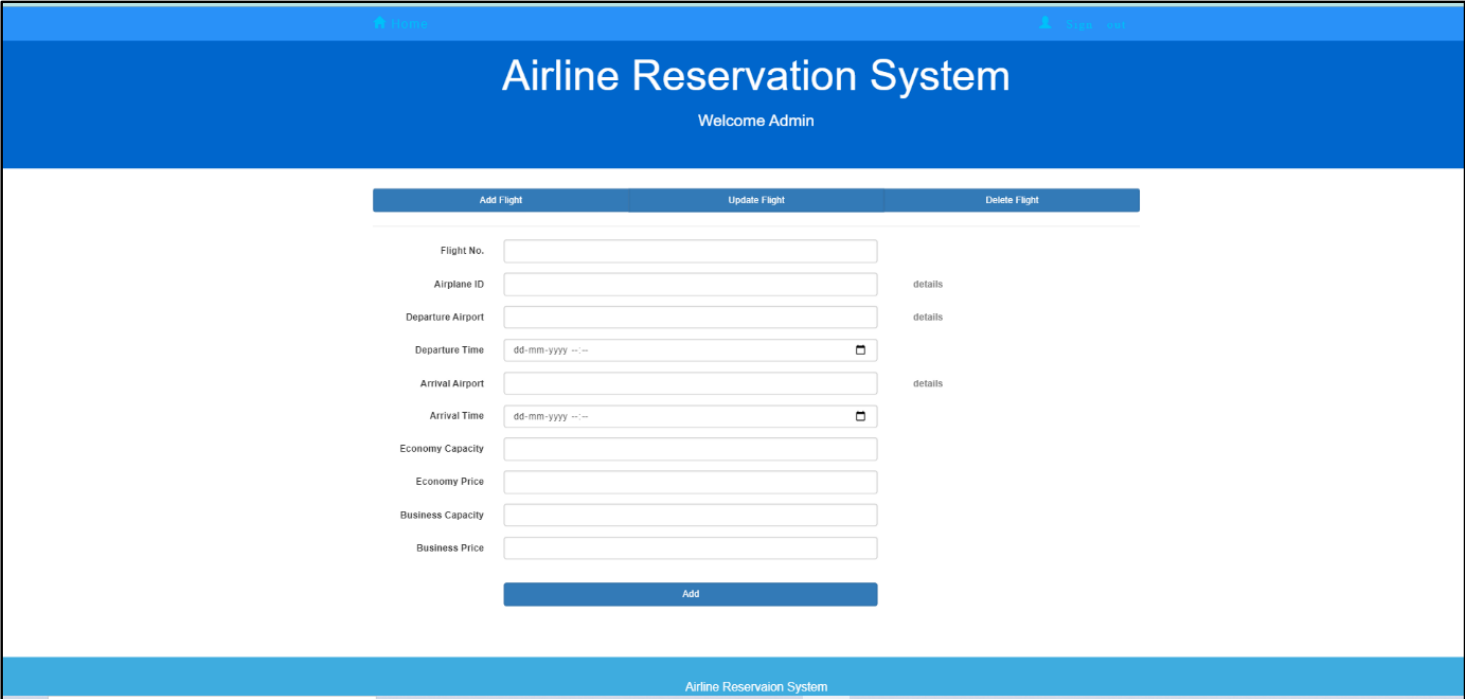 Home Sign out
Airline Reservation System
Welcome Admin
Add Flight Update Flight Delete Flight
Flight No.
Airplane ID details
Departure Airport details
Departure Time dd-mm-yyyy --:--
Arrival Airport details
Arrival Time dd-mm-yyyy --:--
Economy Capacity
Economy Price
Business Capacity
Business Price
Add
Airline Reservaion System